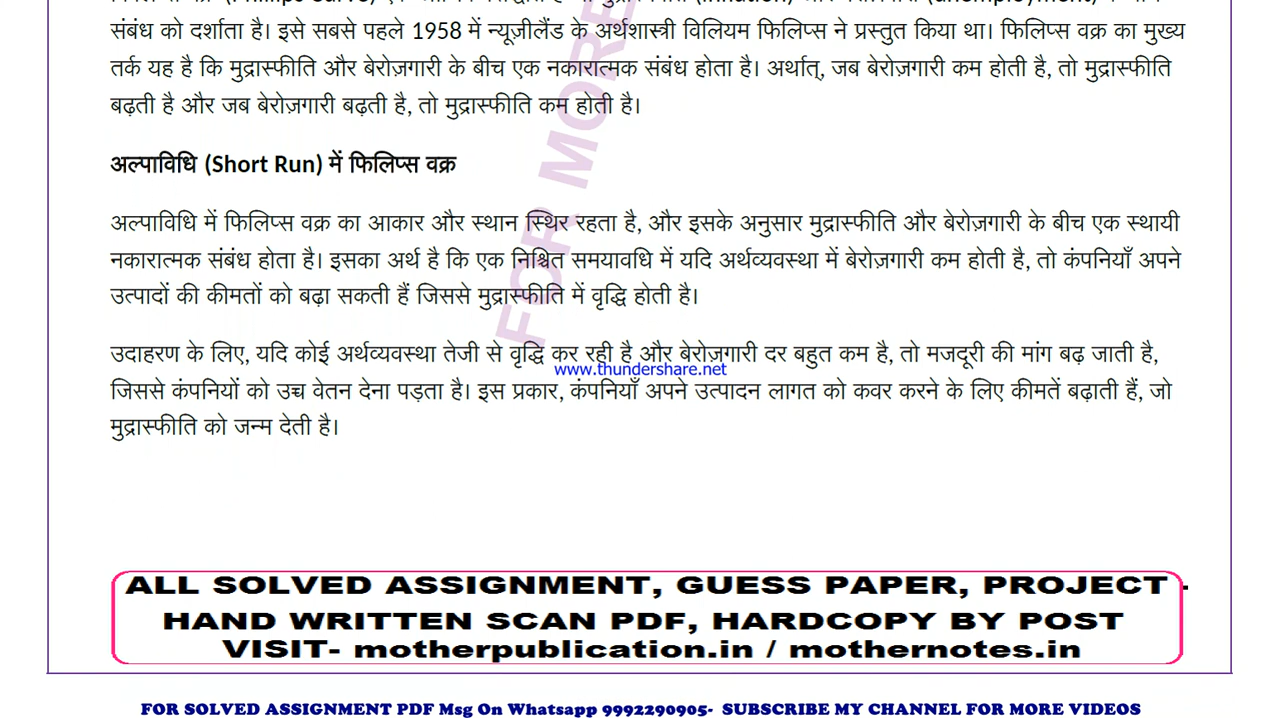 संबंध को दर्शाता है। इसे सबसे पहले 1958 में न्यूज़ीलैंड के अर्थशास्त्री विलियम फिलिप्स ने प्रस्तुत किया था। फिलिप्स वक्र का मुख्य
तर्क यह है कि मुद्रास्फीति और बेरोज़गारी के बीच एक नकारात्मक संबंध होता है। अर्थात्, जब बेरोज़गारी कम होती है, तो मुद्रास्फीति
बढ़ती है और जब बेरोज़गारी बढ़ती है, तो मुद्रास्फीति कम होती है।
अल्पाविधि (Short Run) में फिलिप्स वक्र
अल्पाविधि में फिलिप्स वक्र का आकार और स्थान स्थिर रहता है, और इसके अनुसार मुद्रास्फीति और बेरोज़गारी के बीच एक स्थायी
नकारात्मक संबंध होता है। इसका अर्थ है कि एक निश्चित समयावधि में यदि अर्थव्यवस्था में बेरोज़गारी कम होती है, तो कंपनियाँ अपने
उत्पादों की कीमतों को बढ़ा सकती हैं जिससे मुद्रास्फीति में वृद्धि होती है।
उदाहरण के लिए, यदि कोई अर्थव्यवस्था तेजी से वृद्धि कर रही है और बेरोज़गारी दर बहुत कम है, तो मजदूरी की मांग बढ़ जाती है,
www.thundershare.net
जिससे कंपनियों को उच्च वेतन देना पड़ता है। इस प्रकार, कंपनियाँ अपने उत्पादन लागत को कवर करने के लिए कीमतें बढ़ाती हैं, जो
मुद्रास्फीति को जन्म देती है।
FOR MORE
ALL SOLVED ASSIGNMENT, GUESS PAPER, PROJECT -
HAND WRITTEN SCAN PDF, HARDCOPY BY POST
VISIT- motherpublication.in / mothernotes.in
FOR SOLVED ASSIGNMENT PDF Msg On Whatsapp 9992290905- SUBSCRIBE MY CHANNEL FOR MORE VIDEOS